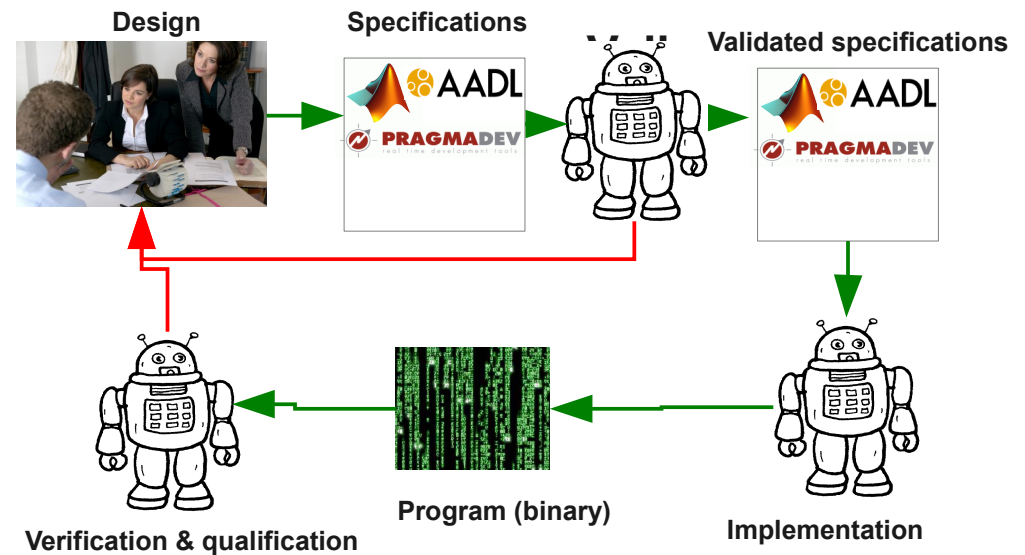 Design
Specifications
Validated specifications
AADL
PRAGMADEV
real time development tools
AADL
PRAGMADEV
real time development tools
Program (binary)
Implementation
Verification & qualification